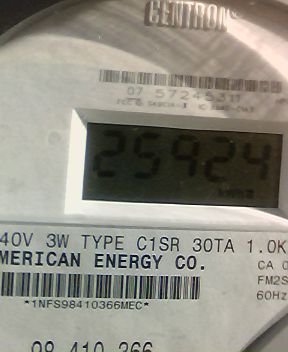 CENTRON
07 57245311
25924
40V 3W TYPE C1SR 30TA 1.0K
MERICAN ENERGY CO.
CA 0
FM2S
*1NFS98410366MEC*
60Hz
98 410 366